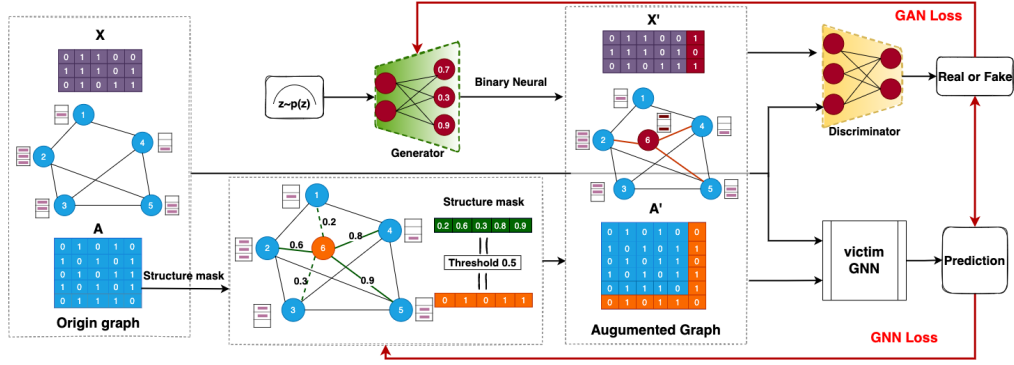 GAN Loss
X
0 1 1 0 0
1 1 1 0 1
0 1 0 1 1
1
2
3
4
5
A
0 1 0 1 0
1 0 1 0 1
0 1 0 1 1
1 0 1 0 1
0 1 1 1 0
Origin graph
Structure mask
z~p(z)
0.7
0.3
0.9
Generator
Binary Neural
1
2
3
4
5
6
0.2
0.6
0.8
0.3
0.9
Structure mask
0.2 0.6 0.3 0.8 0.9
Threshold 0.5
0 1 0 1 1
X'
0 1 1 0 0 1
1 1 1 0 1 0
0 1 0 1 1 1
1
2
3
4
5
6
A'
0 1 0 1 0 0
1 0 1 0 1 1
0 1 0 1 1 0
1 0 1 0 1 1
0 1 1 1 0 1
0 1 0 1 1 0
Augumented Graph
Discriminator
Real or Fake
victim
GNN
Prediction
GNN Loss